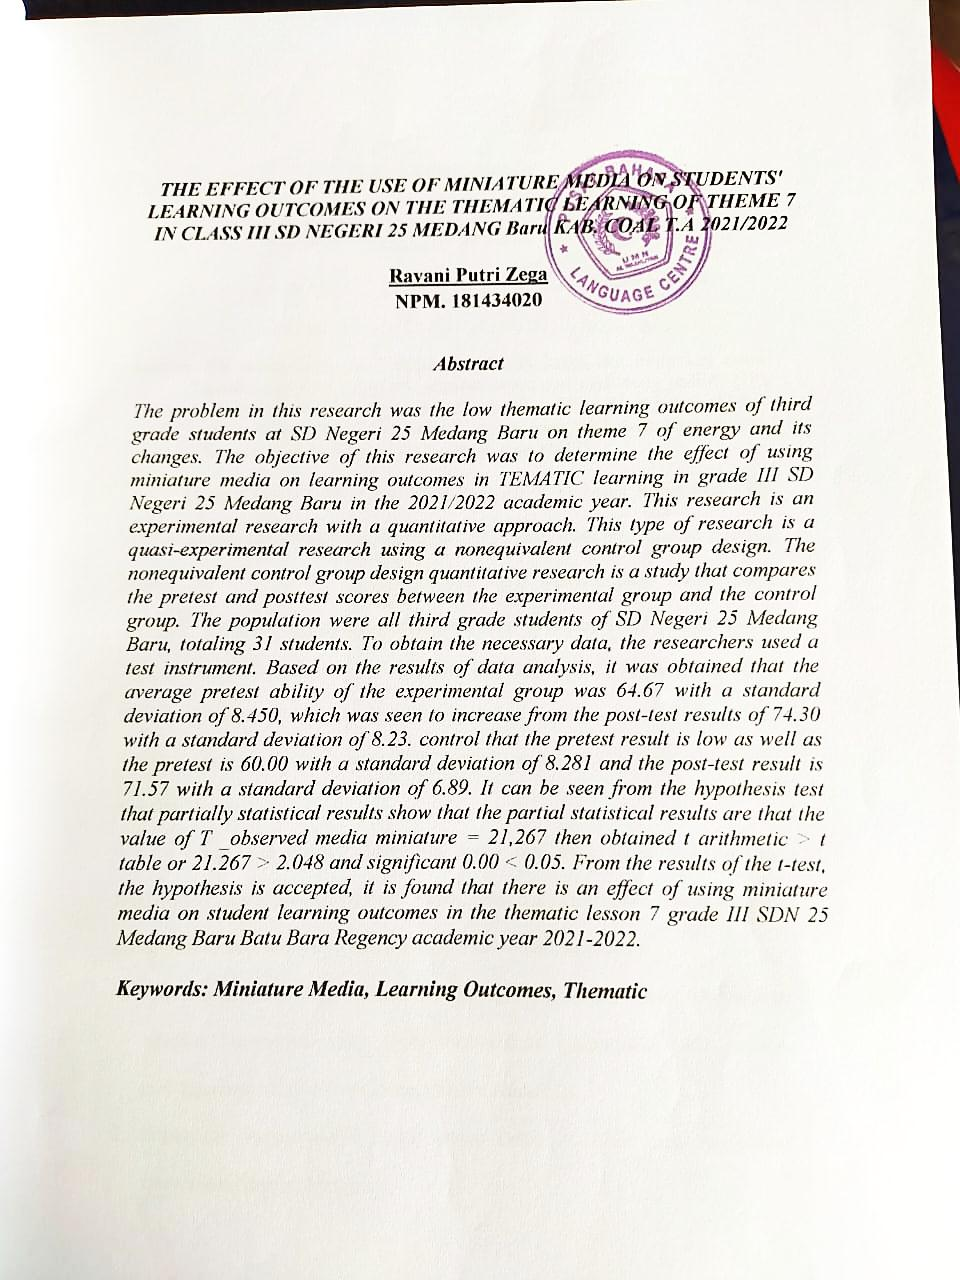 THE EFFECT OF THE USE OF MINIATURE MEDIA ON STUDENTS'
LEARNING OUTCOMES ON THE THEMATIC LEARNING OF THEME 7
IN CLASS III SD NEGERI 25 MEDANG Baru KAB. COAL T.A 2021/2022
PUSAT BAHASA
UMN
LANGUAGE CENTRE
Ravani Putri Zega
NPM. 181434020
Abstract
The problem in this research was the low thematic learning outcomes of third
grade students at SD Negeri 25 Medang Baru on theme 7 of energy and its
changes. The objective of this research was to determine the effect of using
miniature media on learning outcomes in TEMATIC learning in grade III SD
Negeri 25 Medang Baru in the 2021/2022 academic year. This research is an
experimental research with a quantitative approach. This type of research is a
quasi-experimental research using a nonequivalent control group design. The
nonequivalent control group design quantitative research is a study that compares
the pretest and posttest scores between the experimental group and the control
group. The population were all third grade students of SD Negeri 25 Medang
Baru, totaling 31 students. To obtain the necessary data, the researchers used a
test instrument. Based on the results of data analysis, it was obtained that the
average pretest ability of the experimental group was 64.67 with a standard
deviation of 8.450, which was seen to increase from the post-test results of 74.30
with a standard deviation of 8.23. control that the pretest result is low as well as
the pretest is 60.00 with a standard deviation of 8.281 and the post-test result is
71.57 with a standard deviation of 6.89. It can be seen from the hypothesis test
that partially statistical results show that the partial statistical results are that the
value of T _observed media miniature = 21,267 then obtained t arithmetic > t
table or 21.267 > 2.048 and significant 0.00 < 0.05. From the results of the t-test,
the hypothesis is accepted, it is found that there is an effect of using miniature
media on student learning outcomes in the thematic lesson 7 grade III SDN 25
Medang Baru Batu Bara Regency academic year 2021-2022.
Keywords: Miniature Media, Learning Outcomes, Thematic